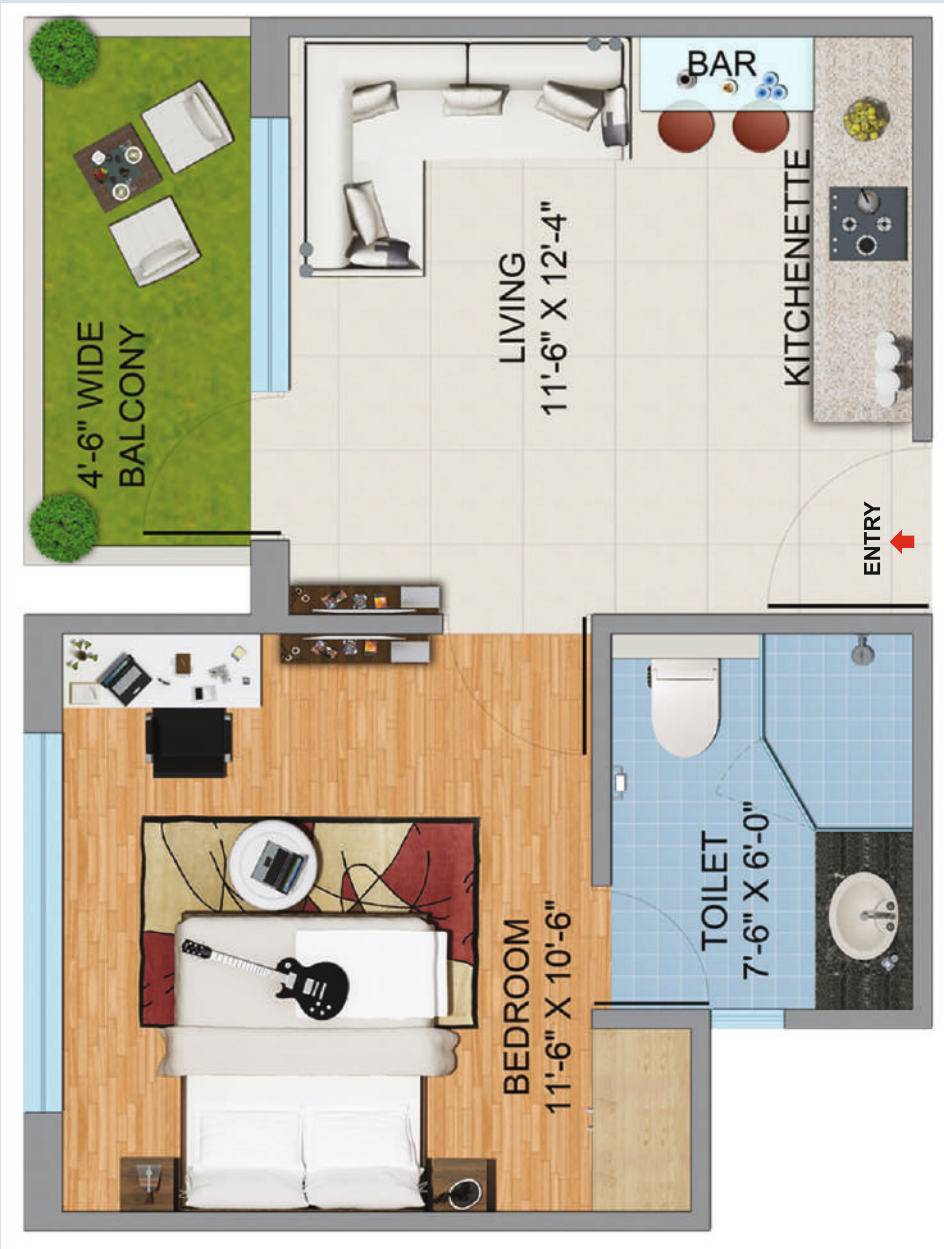 BAR
KITCHENETTE
LIVING
11'-6" X 12'-4"
4'-6" WIDE
BALCONY
ENTRY
TOILET
7'-6" X 6'-0"
BEDROOM
11'-6" X 10'-6"